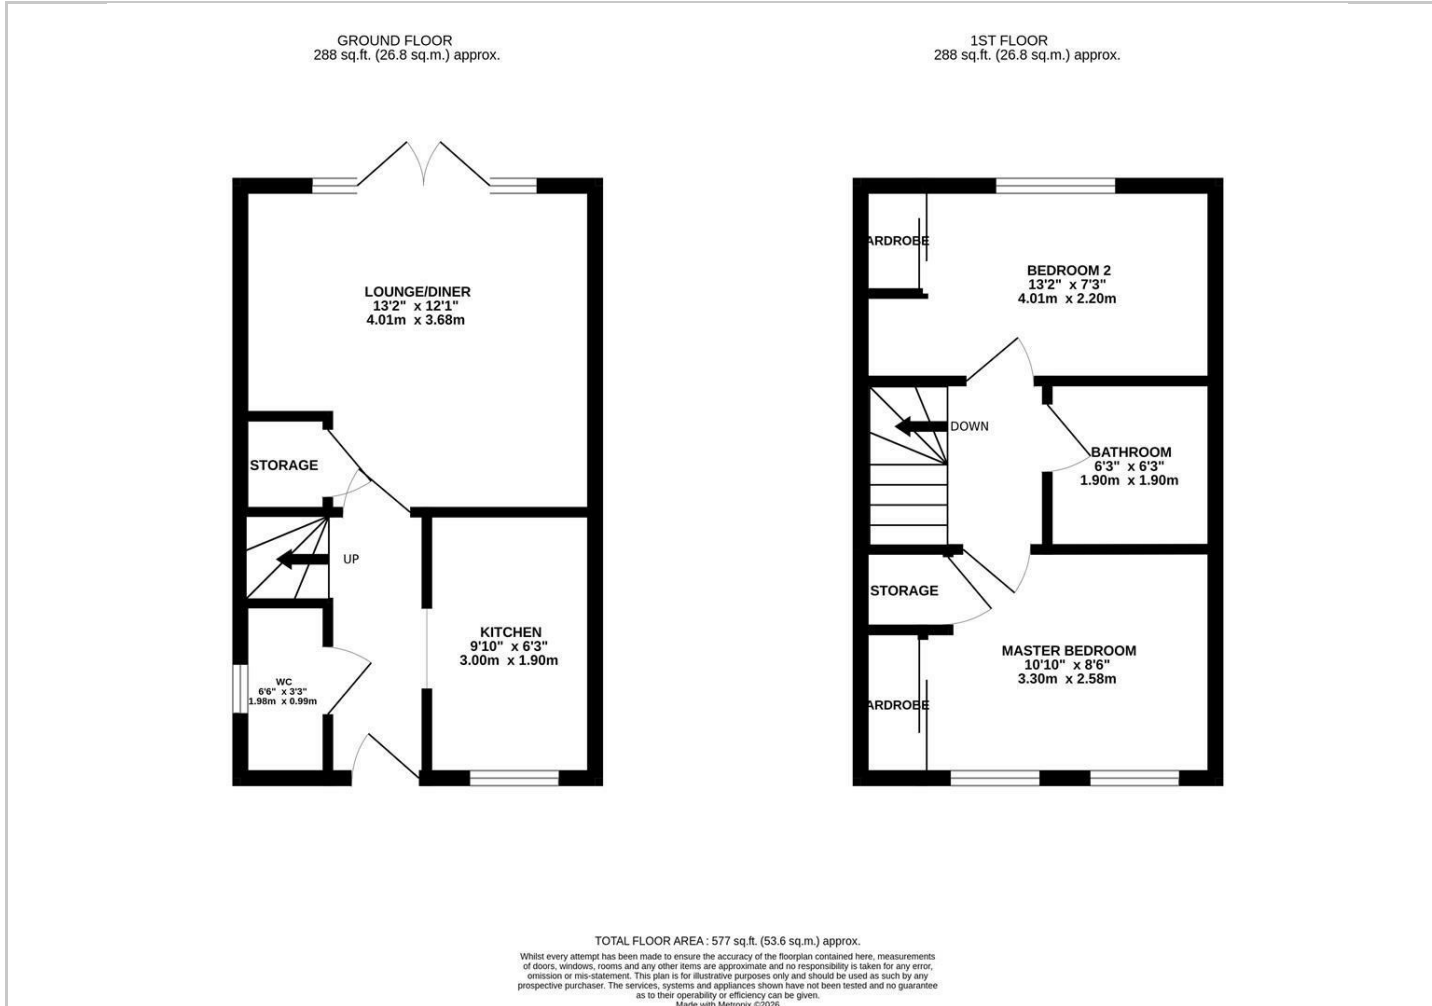 GROUND FLOOR
288 sq.ft. (26.8 sq.m.) approx.
LOUNGE/DINER
13'2" x 12'1"
4.01m x 3.68m
STORAGE
UP
KITCHEN
9'10" x 6'3"
3.00m x 1.90m
WC
6'6" x 3'3"
1.98m x 0.99m
1ST FLOOR
288 sq.ft. (26.8 sq.m.) approx.
ARDROBE
BEDROOM 2
13'2" x 7'3"
4.01m x 2.20m
DOWN
BATHROOM
6'3" x 6'3"
1.90m x 1.90m
STORAGE
MASTER BEDROOM
10'10" x 8'6"
3.30m x 2.58m
ARDROBE
TOTAL FLOOR AREA : 577 sq.ft. (53.6 sq.m.) approx.
Whilst every attempt has been made to ensure the accuracy of the floorplan contained here, measurements
of doors, windows, rooms and any other items are approximate and no responsibility is taken for any error,
omission or mis-statement. This plan is for illustrative purposes only and should be used as such by any
prospective purchaser. The services, systems and appliances shown have not been tested and no guarantee
as to their operability or efficiency can be given.
Made with Metropix ©2026